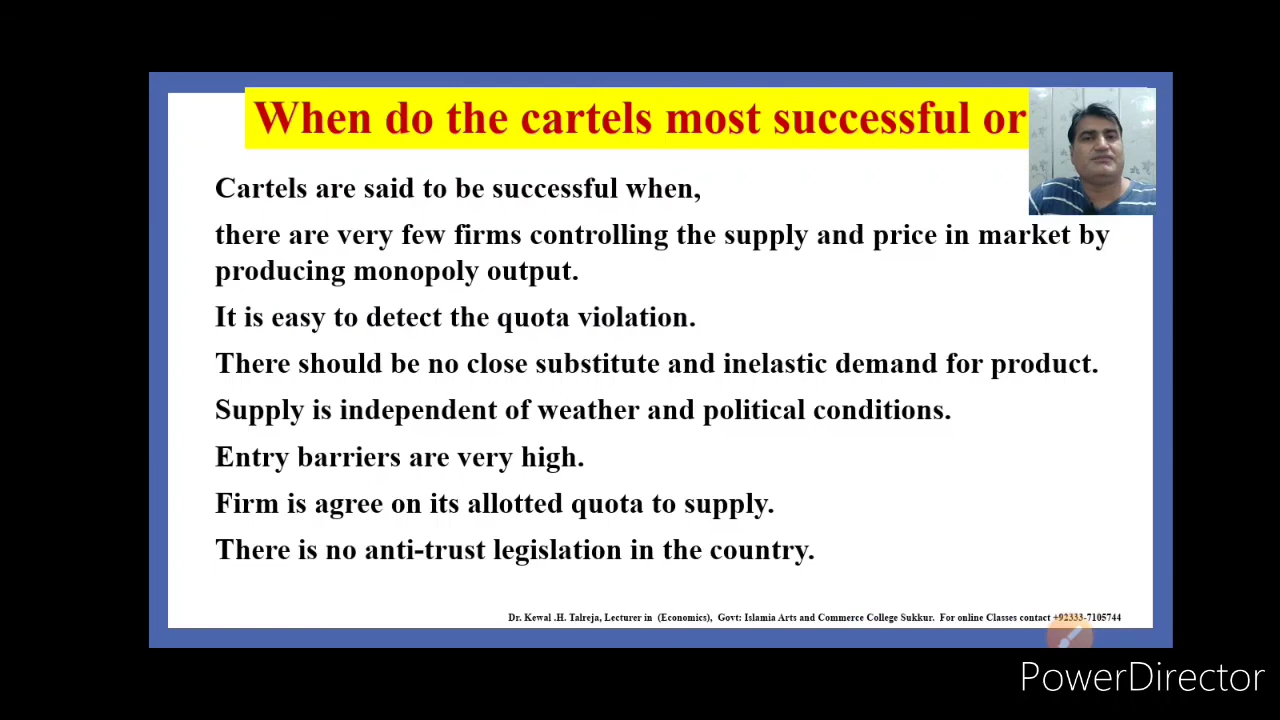 When do the cartels most successful or
Cartels are said to be successful when,
there are very few firms controlling the supply and price in market by
producing monopoly output.
It is easy to detect the quota violation.
There should be no close substitute and inelastic demand for product.
Supply is independent of weather and political conditions.
Entry barriers are very high.
Firm is agree on its allotted quota to supply.
There is no anti-trust legislation in the country.
Dr. Kewal .H. Talreja, Lecturer in (Economics), Govt: Islamia Arts and Commerce College Sukkur. For online Classes contact +92333-7105744
PowerDirector